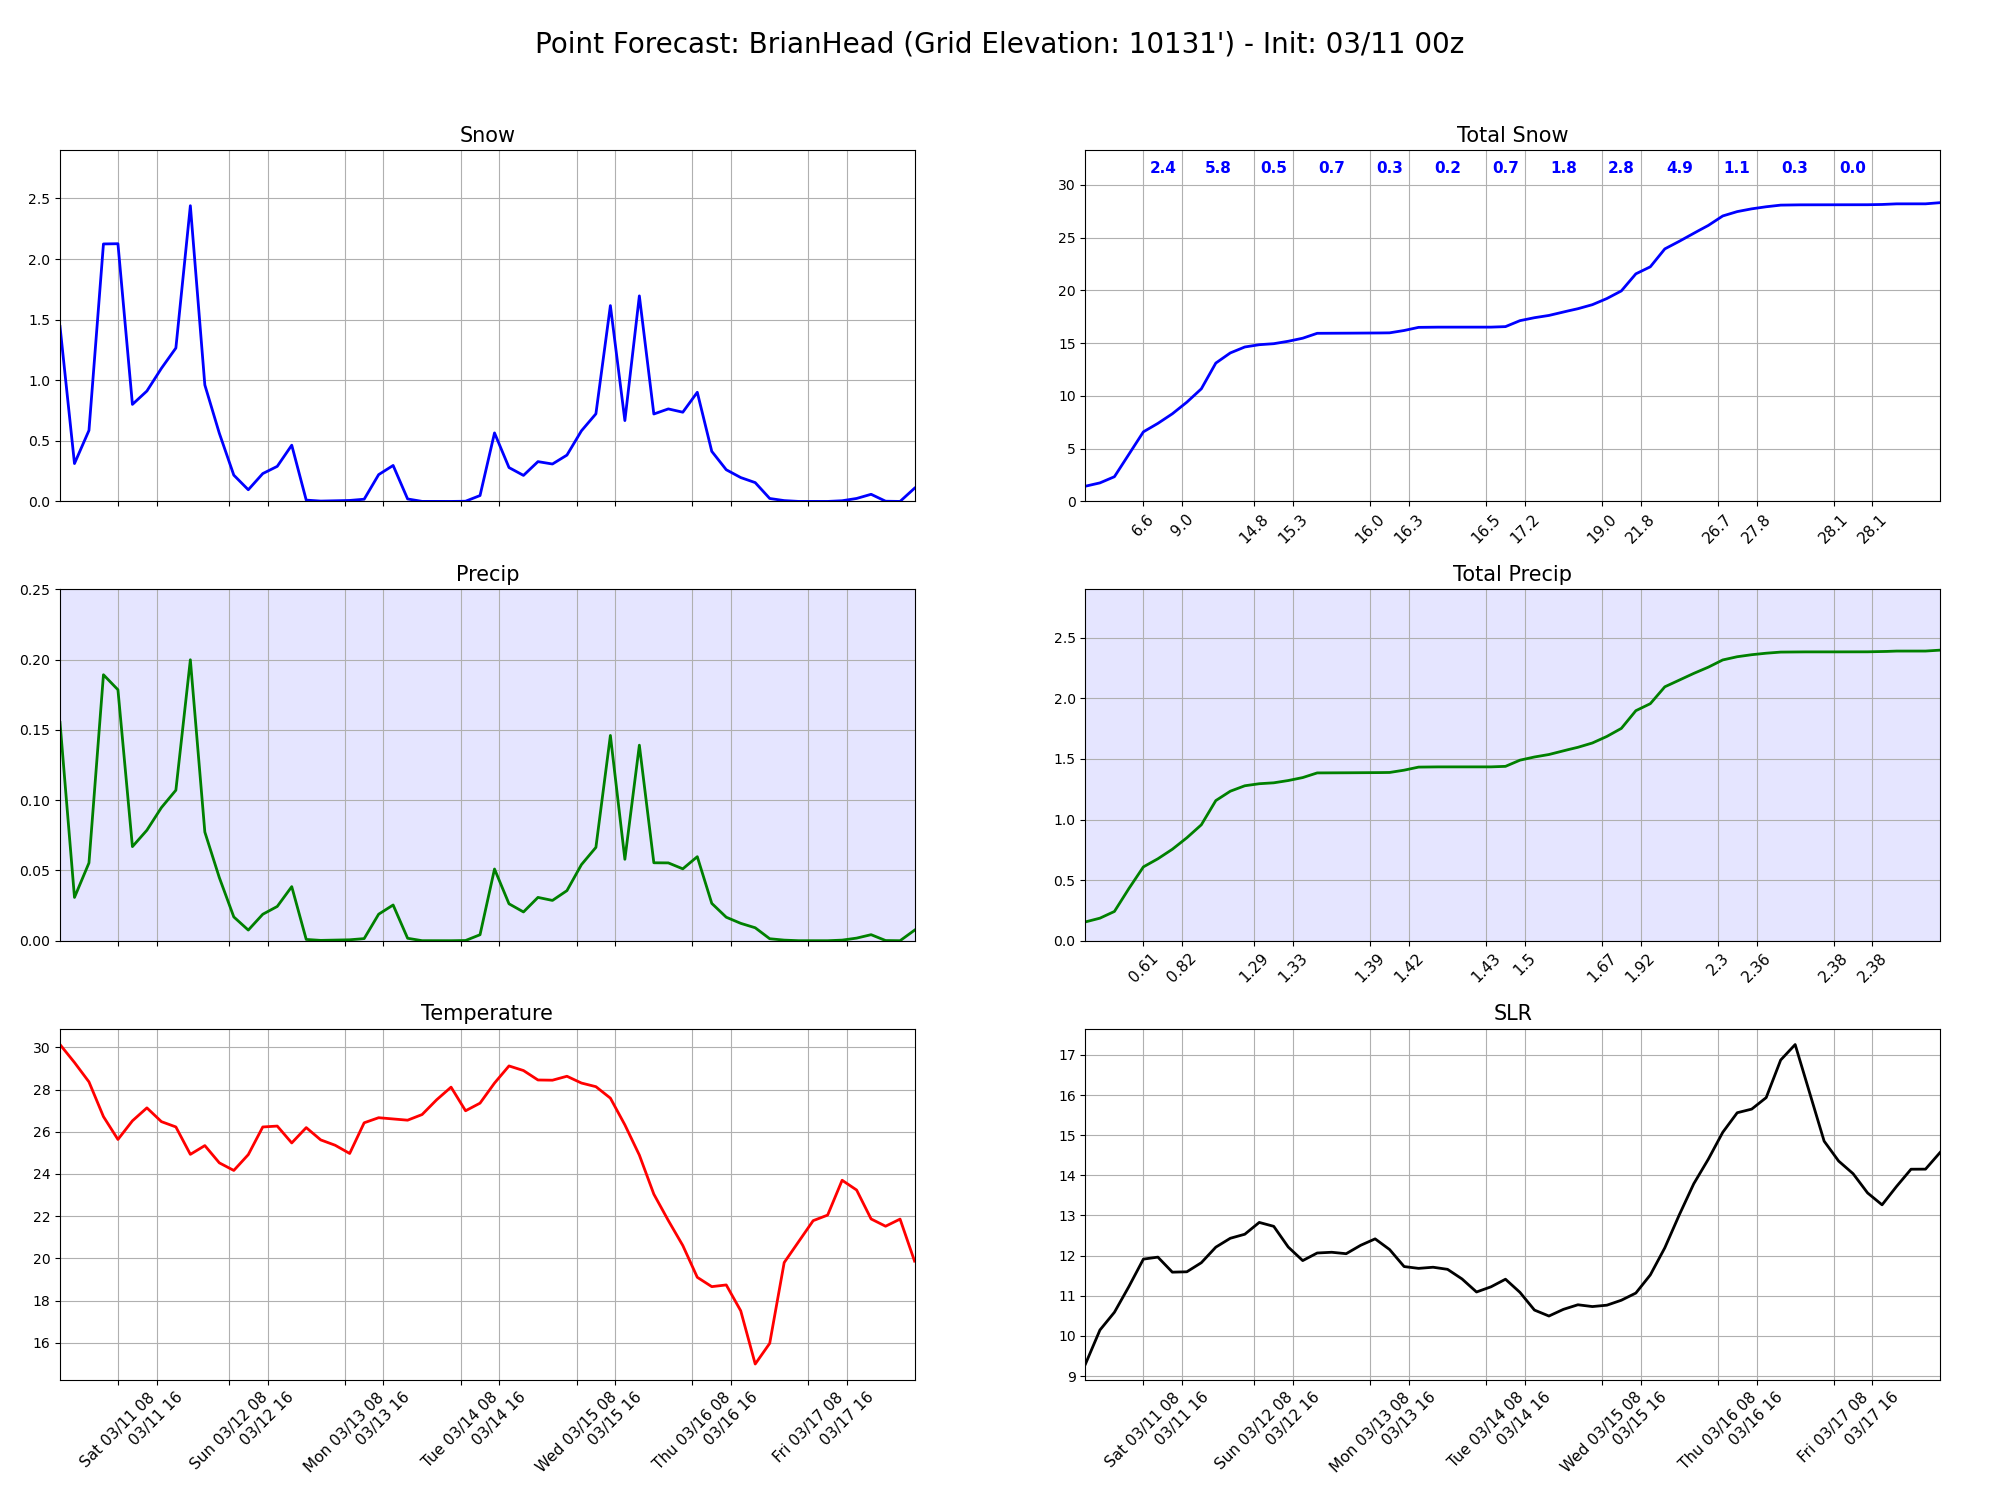 Point Forecast: BrianHead (Grid Elevation: 10131') - Init: 03/11 00z
Snow
2.5
2.0
1.5
1.0
0.5
0.0
Total Snow
2.4 5.8 0.5 0.7 0.3 0.2 0.7 1.8 2.8 4.9 1.1 0.3 0.0
30
25
20
15
10
5
0
6.6 9.0 14.8 15.3 16.0 16.3 16.5 17.2 19.0 21.8 26.7 27.8 28.1 28.1
Precip
0.25
0.20
0.15
0.10
0.05
0.00
Total Precip
2.5
2.0
1.5
1.0
0.5
0.0
0.61 0.82 1.29 1.33 1.39 1.42 1.43 1.5 1.67 1.92 2.3 2.36 2.38 2.38
Temperature
30
28
26
24
22
20
18
16
Sat 03/11 08
03/11 16
Sun 03/12 08
03/12 16
Mon 03/13 08
03/13 16
Tue 03/14 08
03/14 16
Wed 03/15 08
03/15 16
Thu 03/16 08
03/16 16
Fri 03/17 08
03/17 16
SLR
17
16
15
14
13
12
11
10
9
Sat 03/11 08
03/11 16
Sun 03/12 08
03/12 16
Mon 03/13 08
03/13 16
Tue 03/14 08
03/14 16
Wed 03/15 08
03/15 16
Thu 03/16 08
03/16 16
Fri 03/17 08
03/17 16